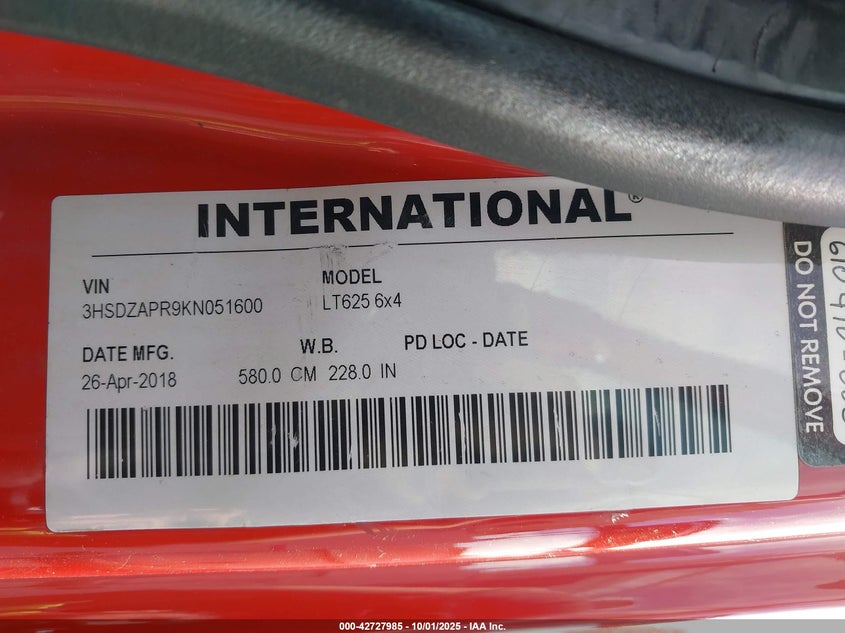 INTERNATIONAL®
VIN
3HSDZAPR9KN051600
MODEL
LT625 6x4
DATE MFG.
26-Apr-2018
W.B.
580.0 CM 228.0 IN
PD LOC - DATE
DO NOT REMOVE
000-42727985 - 10/01/2025 - IAA Inc.